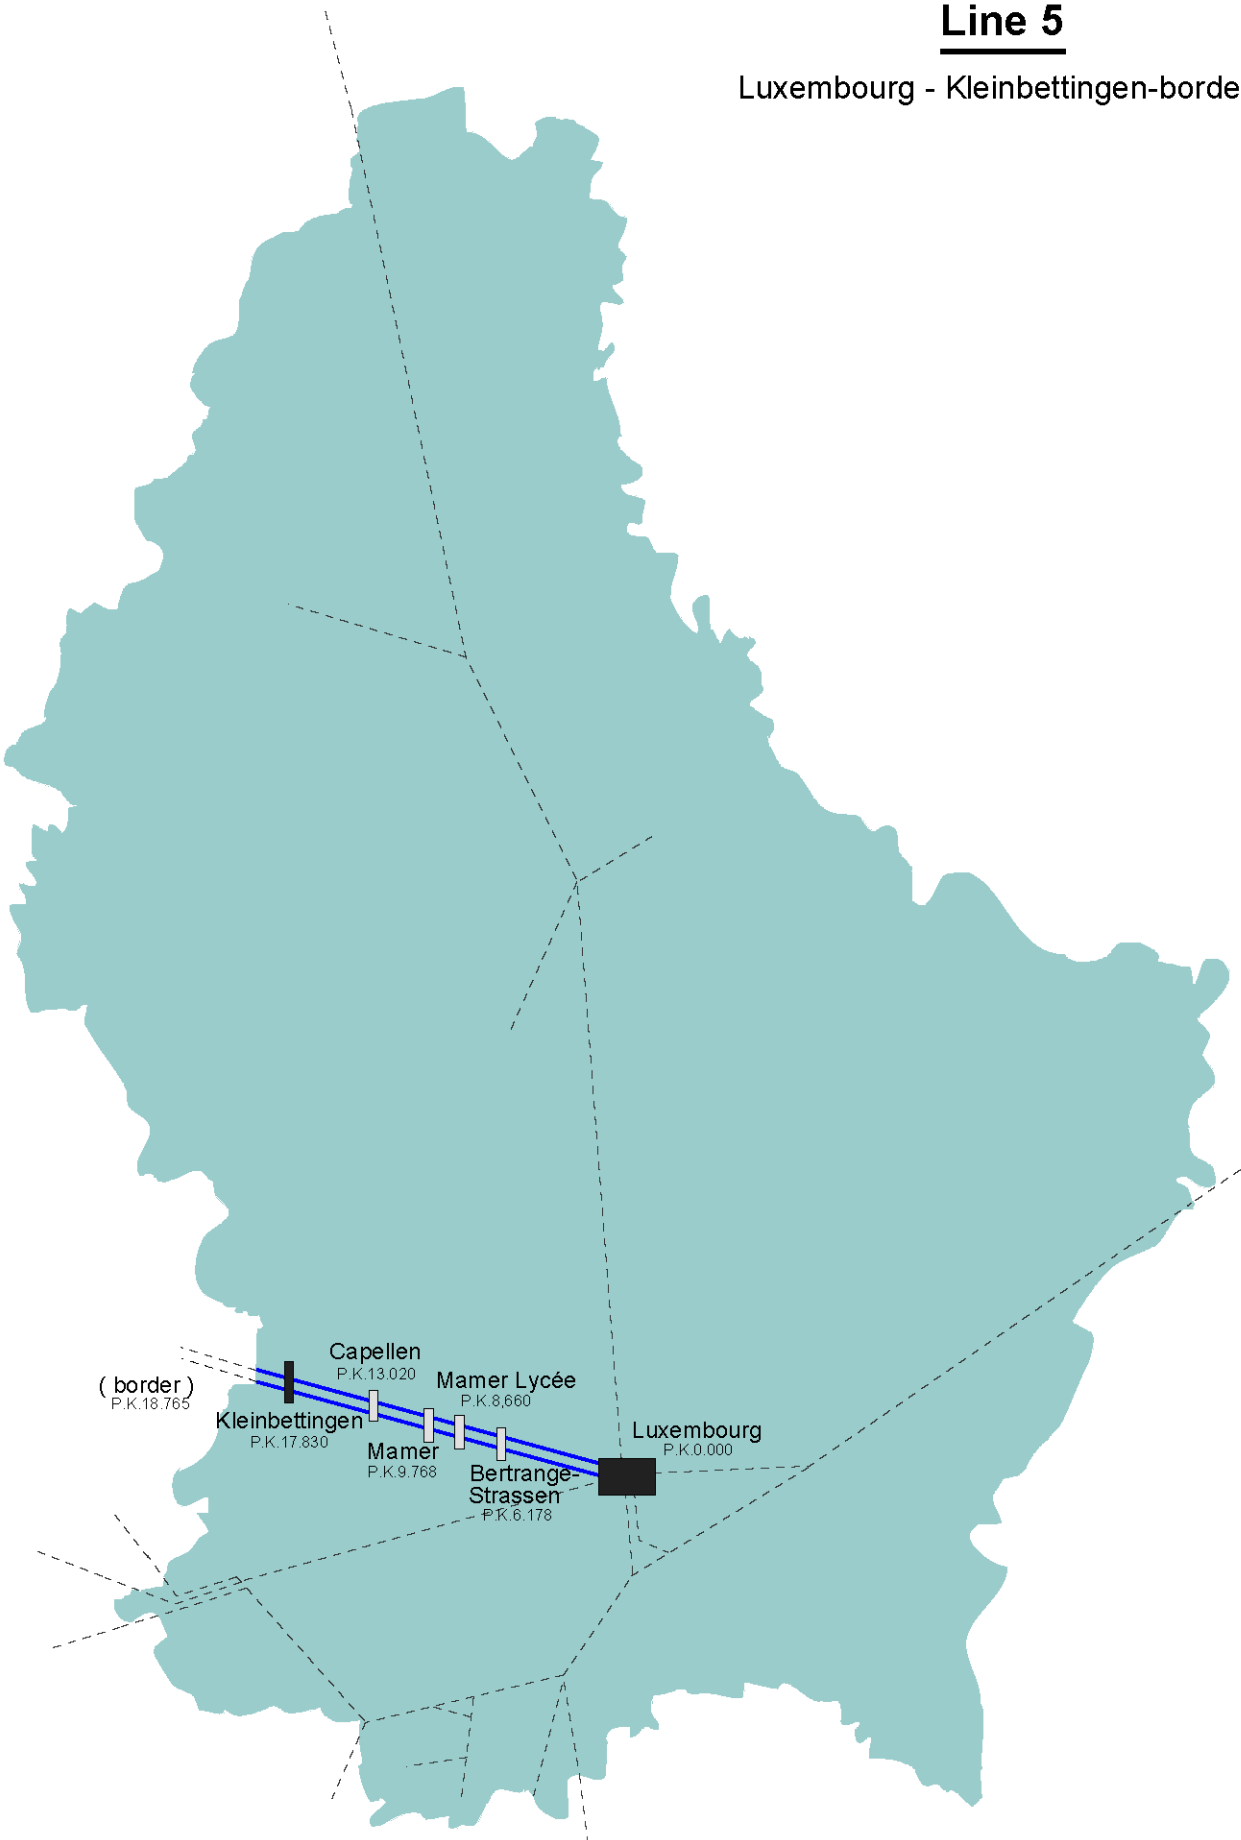 Line 5
Luxembourg - Kleinbettingen-borde
Capellen
P.K.13.020
Mamer Lycée
P.K.8,660
( border )
P.K.18.765
Kleinbettingen
P.K.17.830
Luxembourg
P.K.0.000
Mamer
P.K.9.768
Bertrange-
Strassen
P.K.6.178